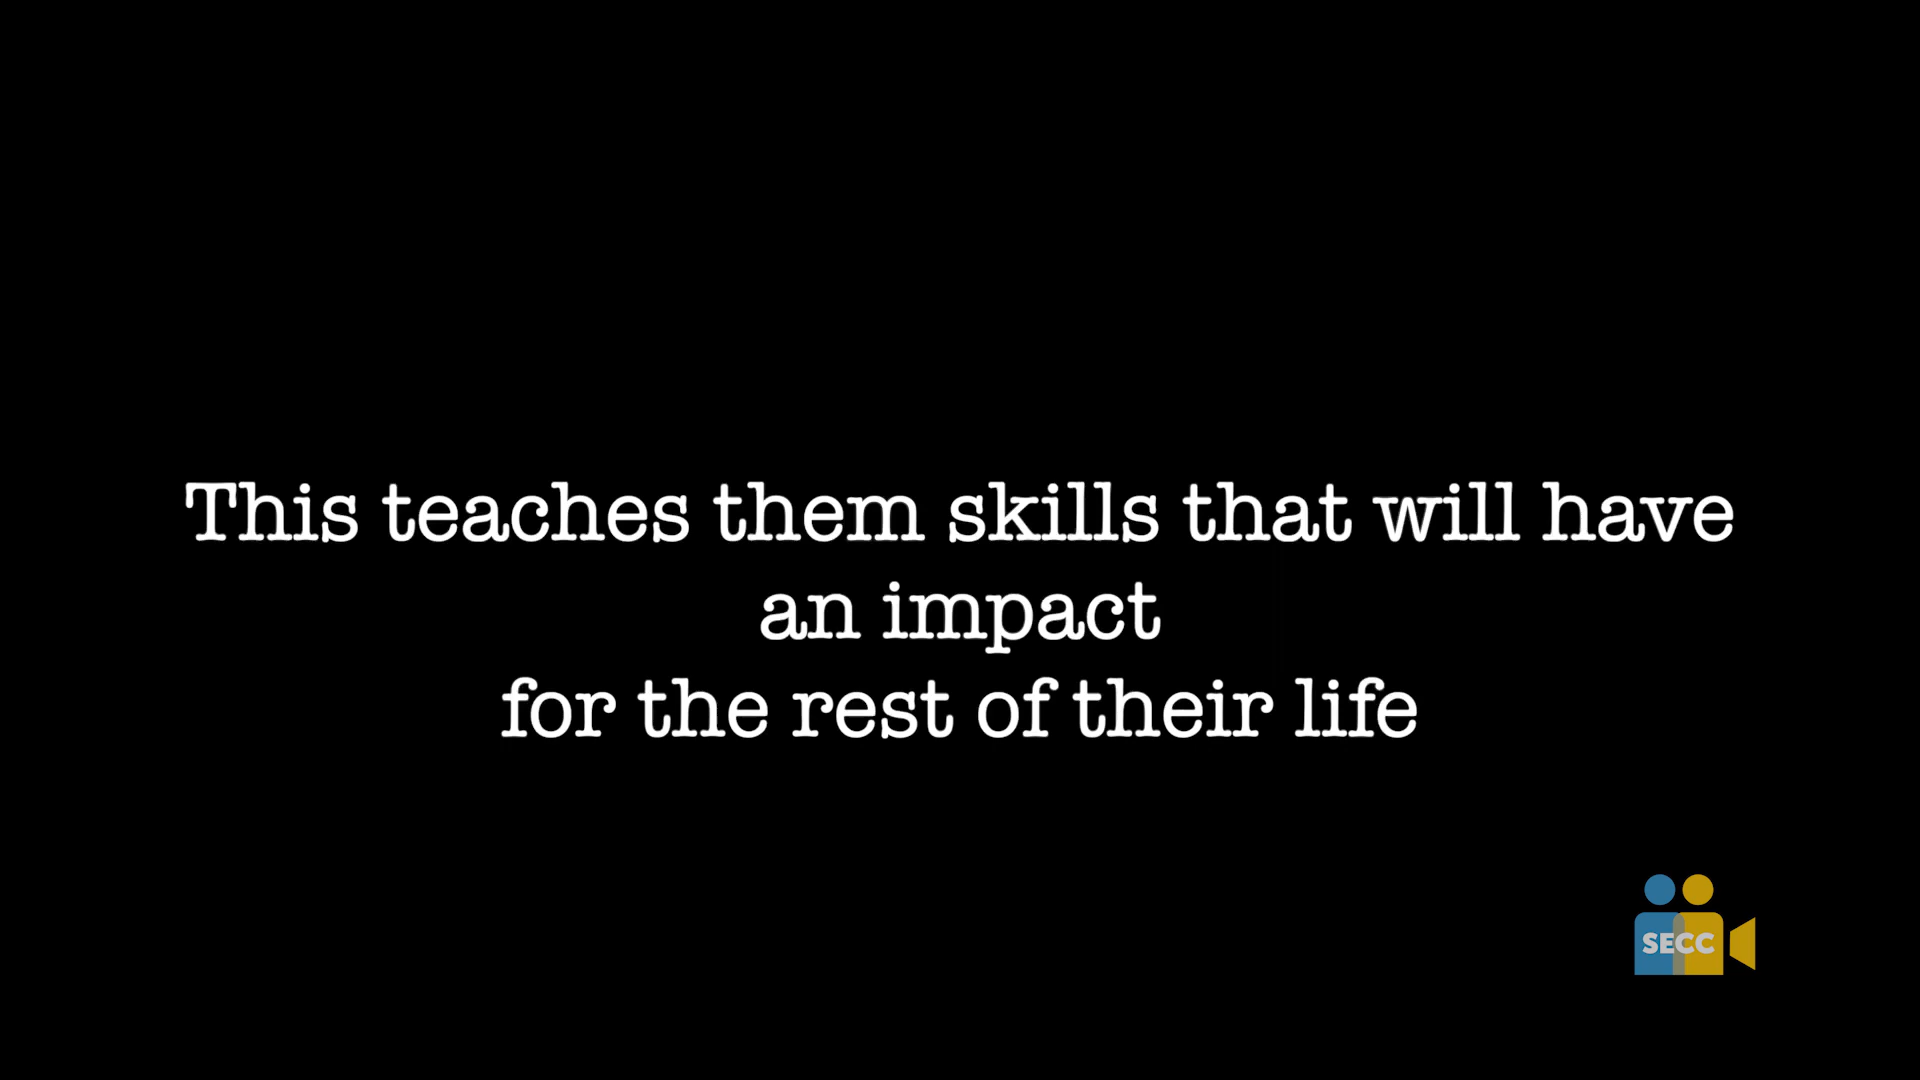 This teaches them skills that will have
an impact
for the rest of their life
SECC